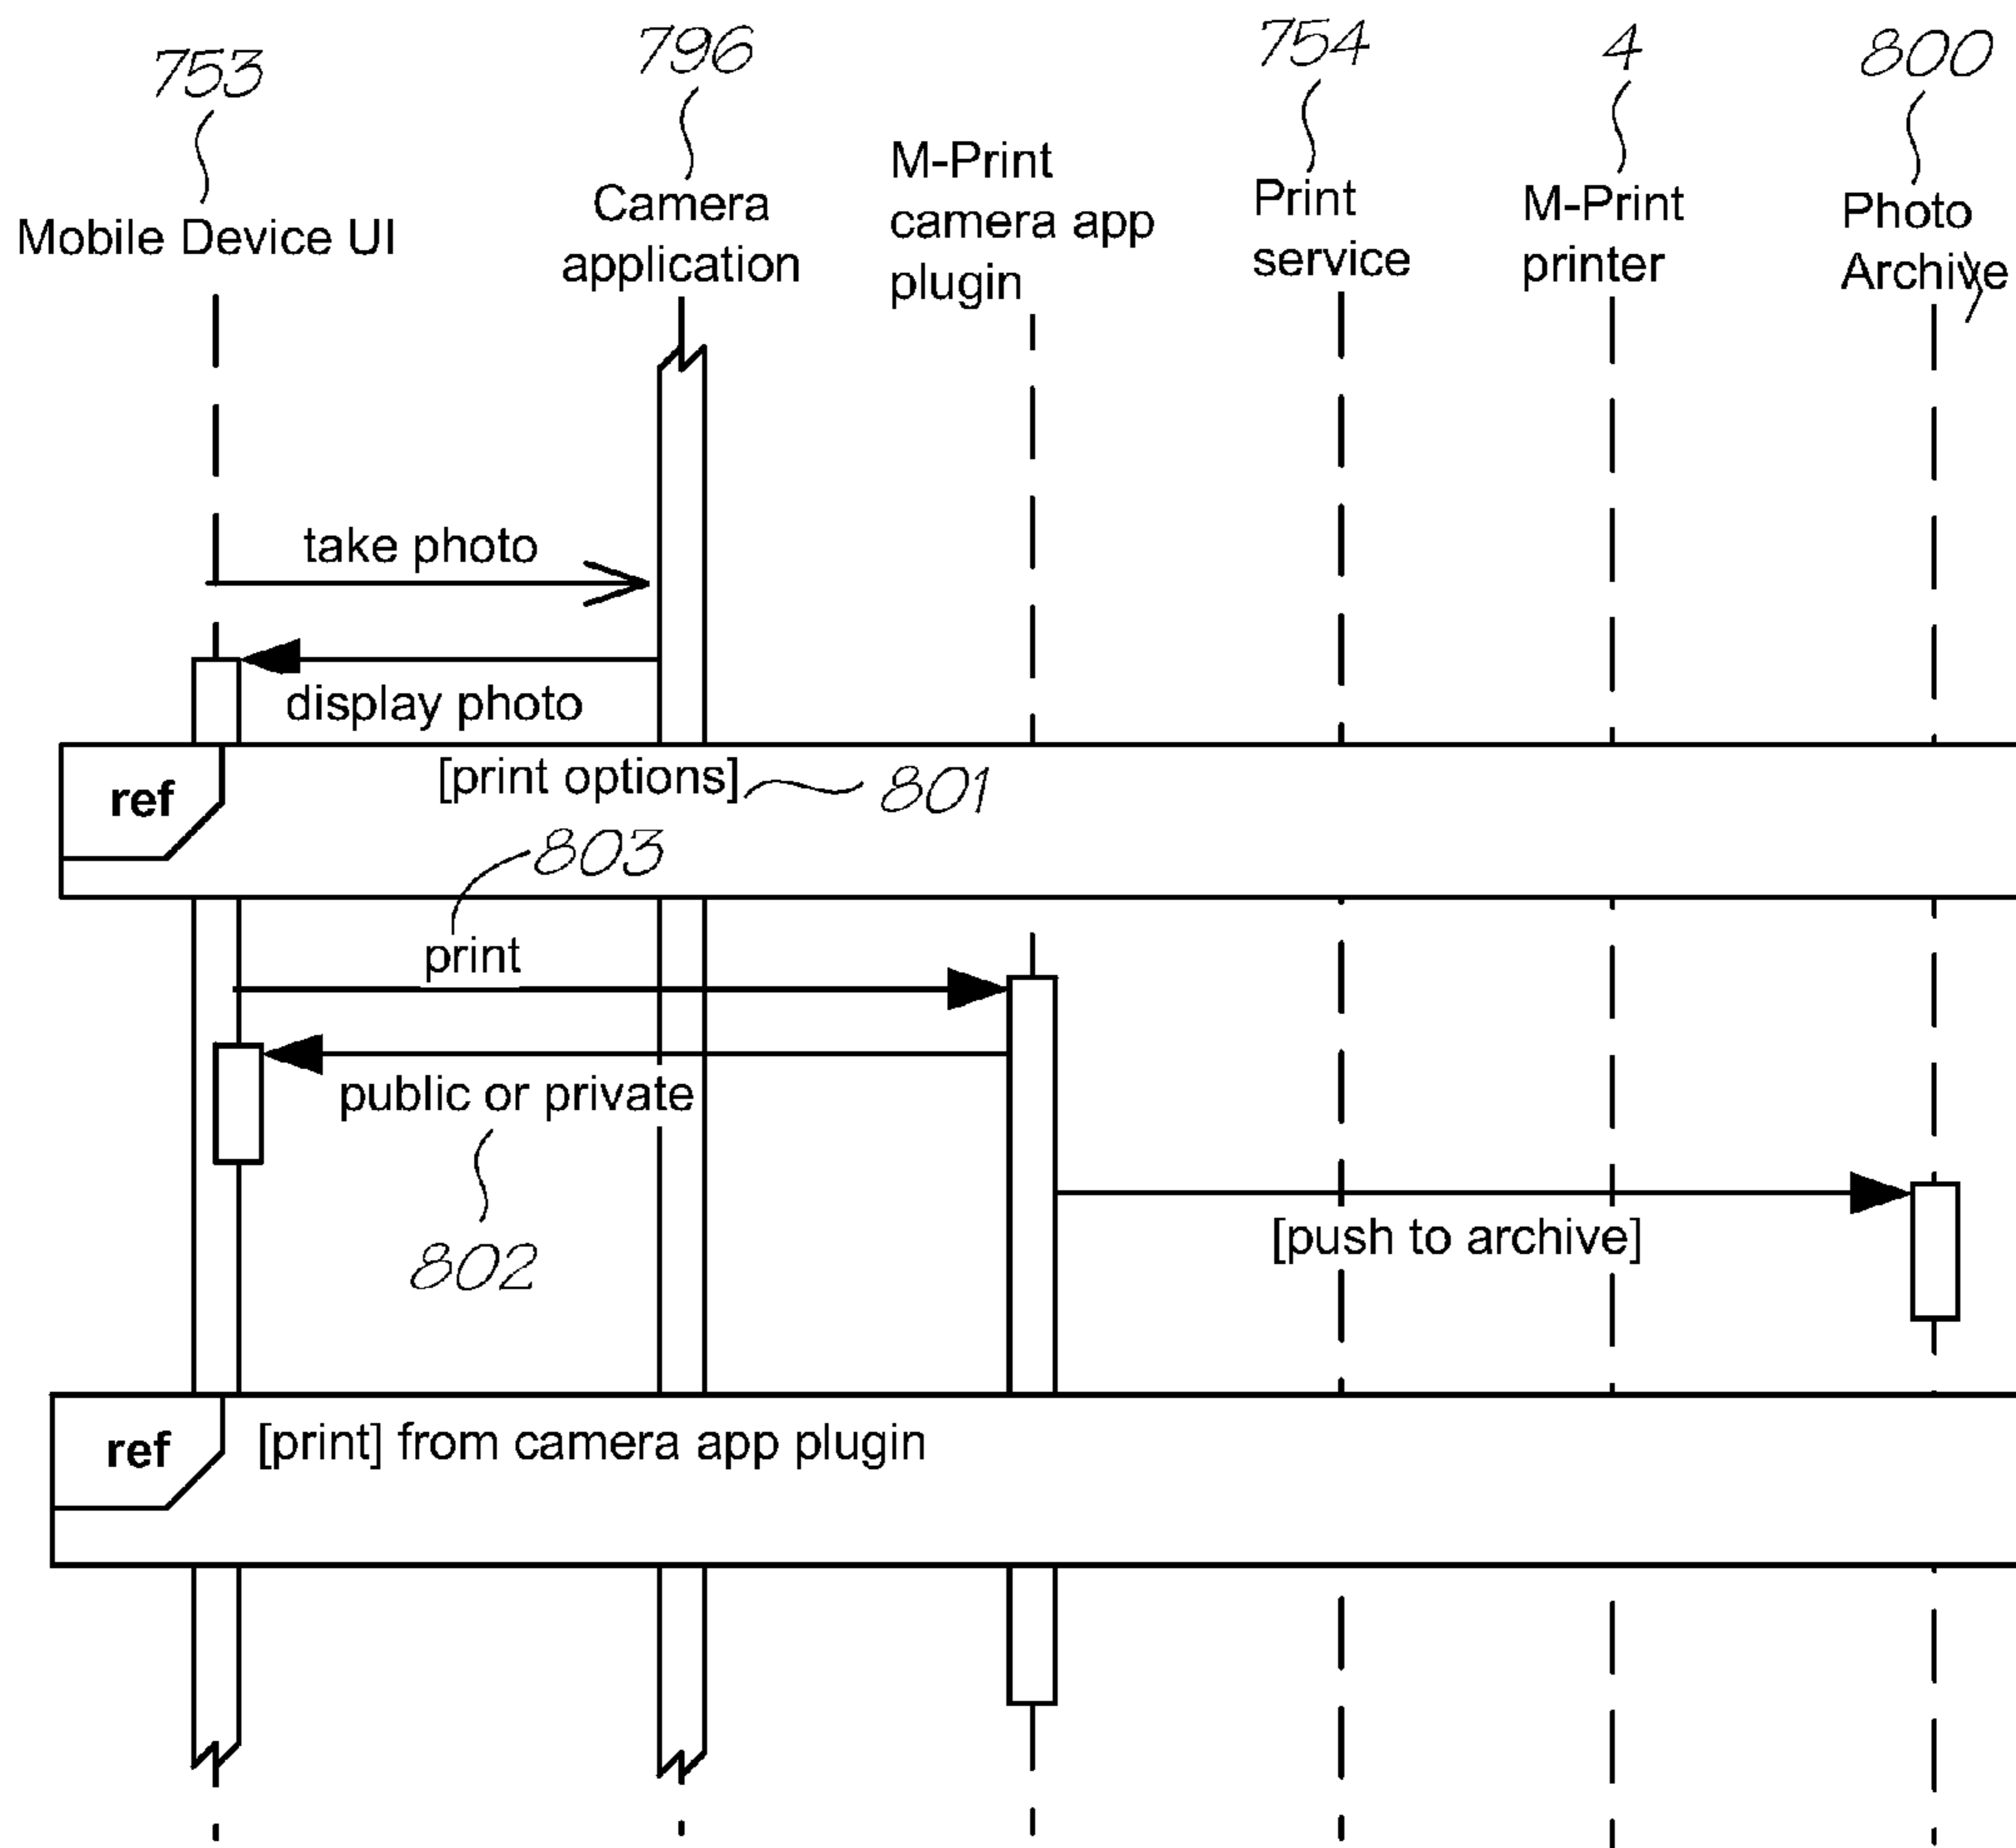 753
796
754
4
800
Mobile Device UI
Camera
application
M-Print
camera app
plugin
Print
service
M-Print
printer
Photo
Archive
take photo
display photo
ref
[print options]
801
803
print
public or private
802
[push to archive]
ref
[print] from camera app plugin